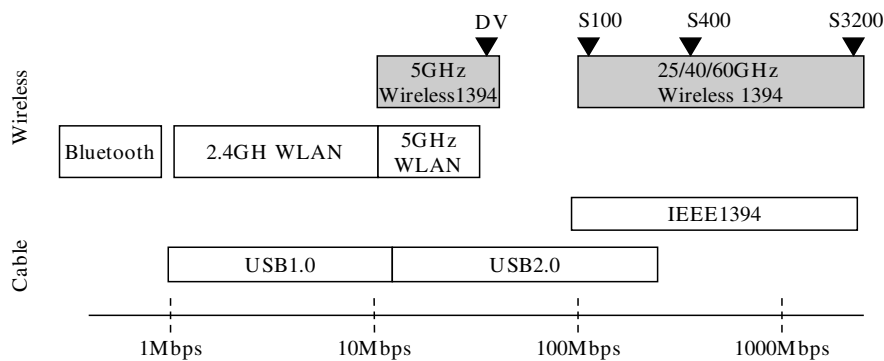 DV
S100
S400
S3200
Wireless
5GHz
Wireless1394
25/40/60GHz
Wireless 1394
Bluetooth
2.4GH WLAN
5GHz
WLAN
IEEE1394
Cable
USB1.0
USB2.0
1Mbps
10Mbps
100Mbps
1000Mbps